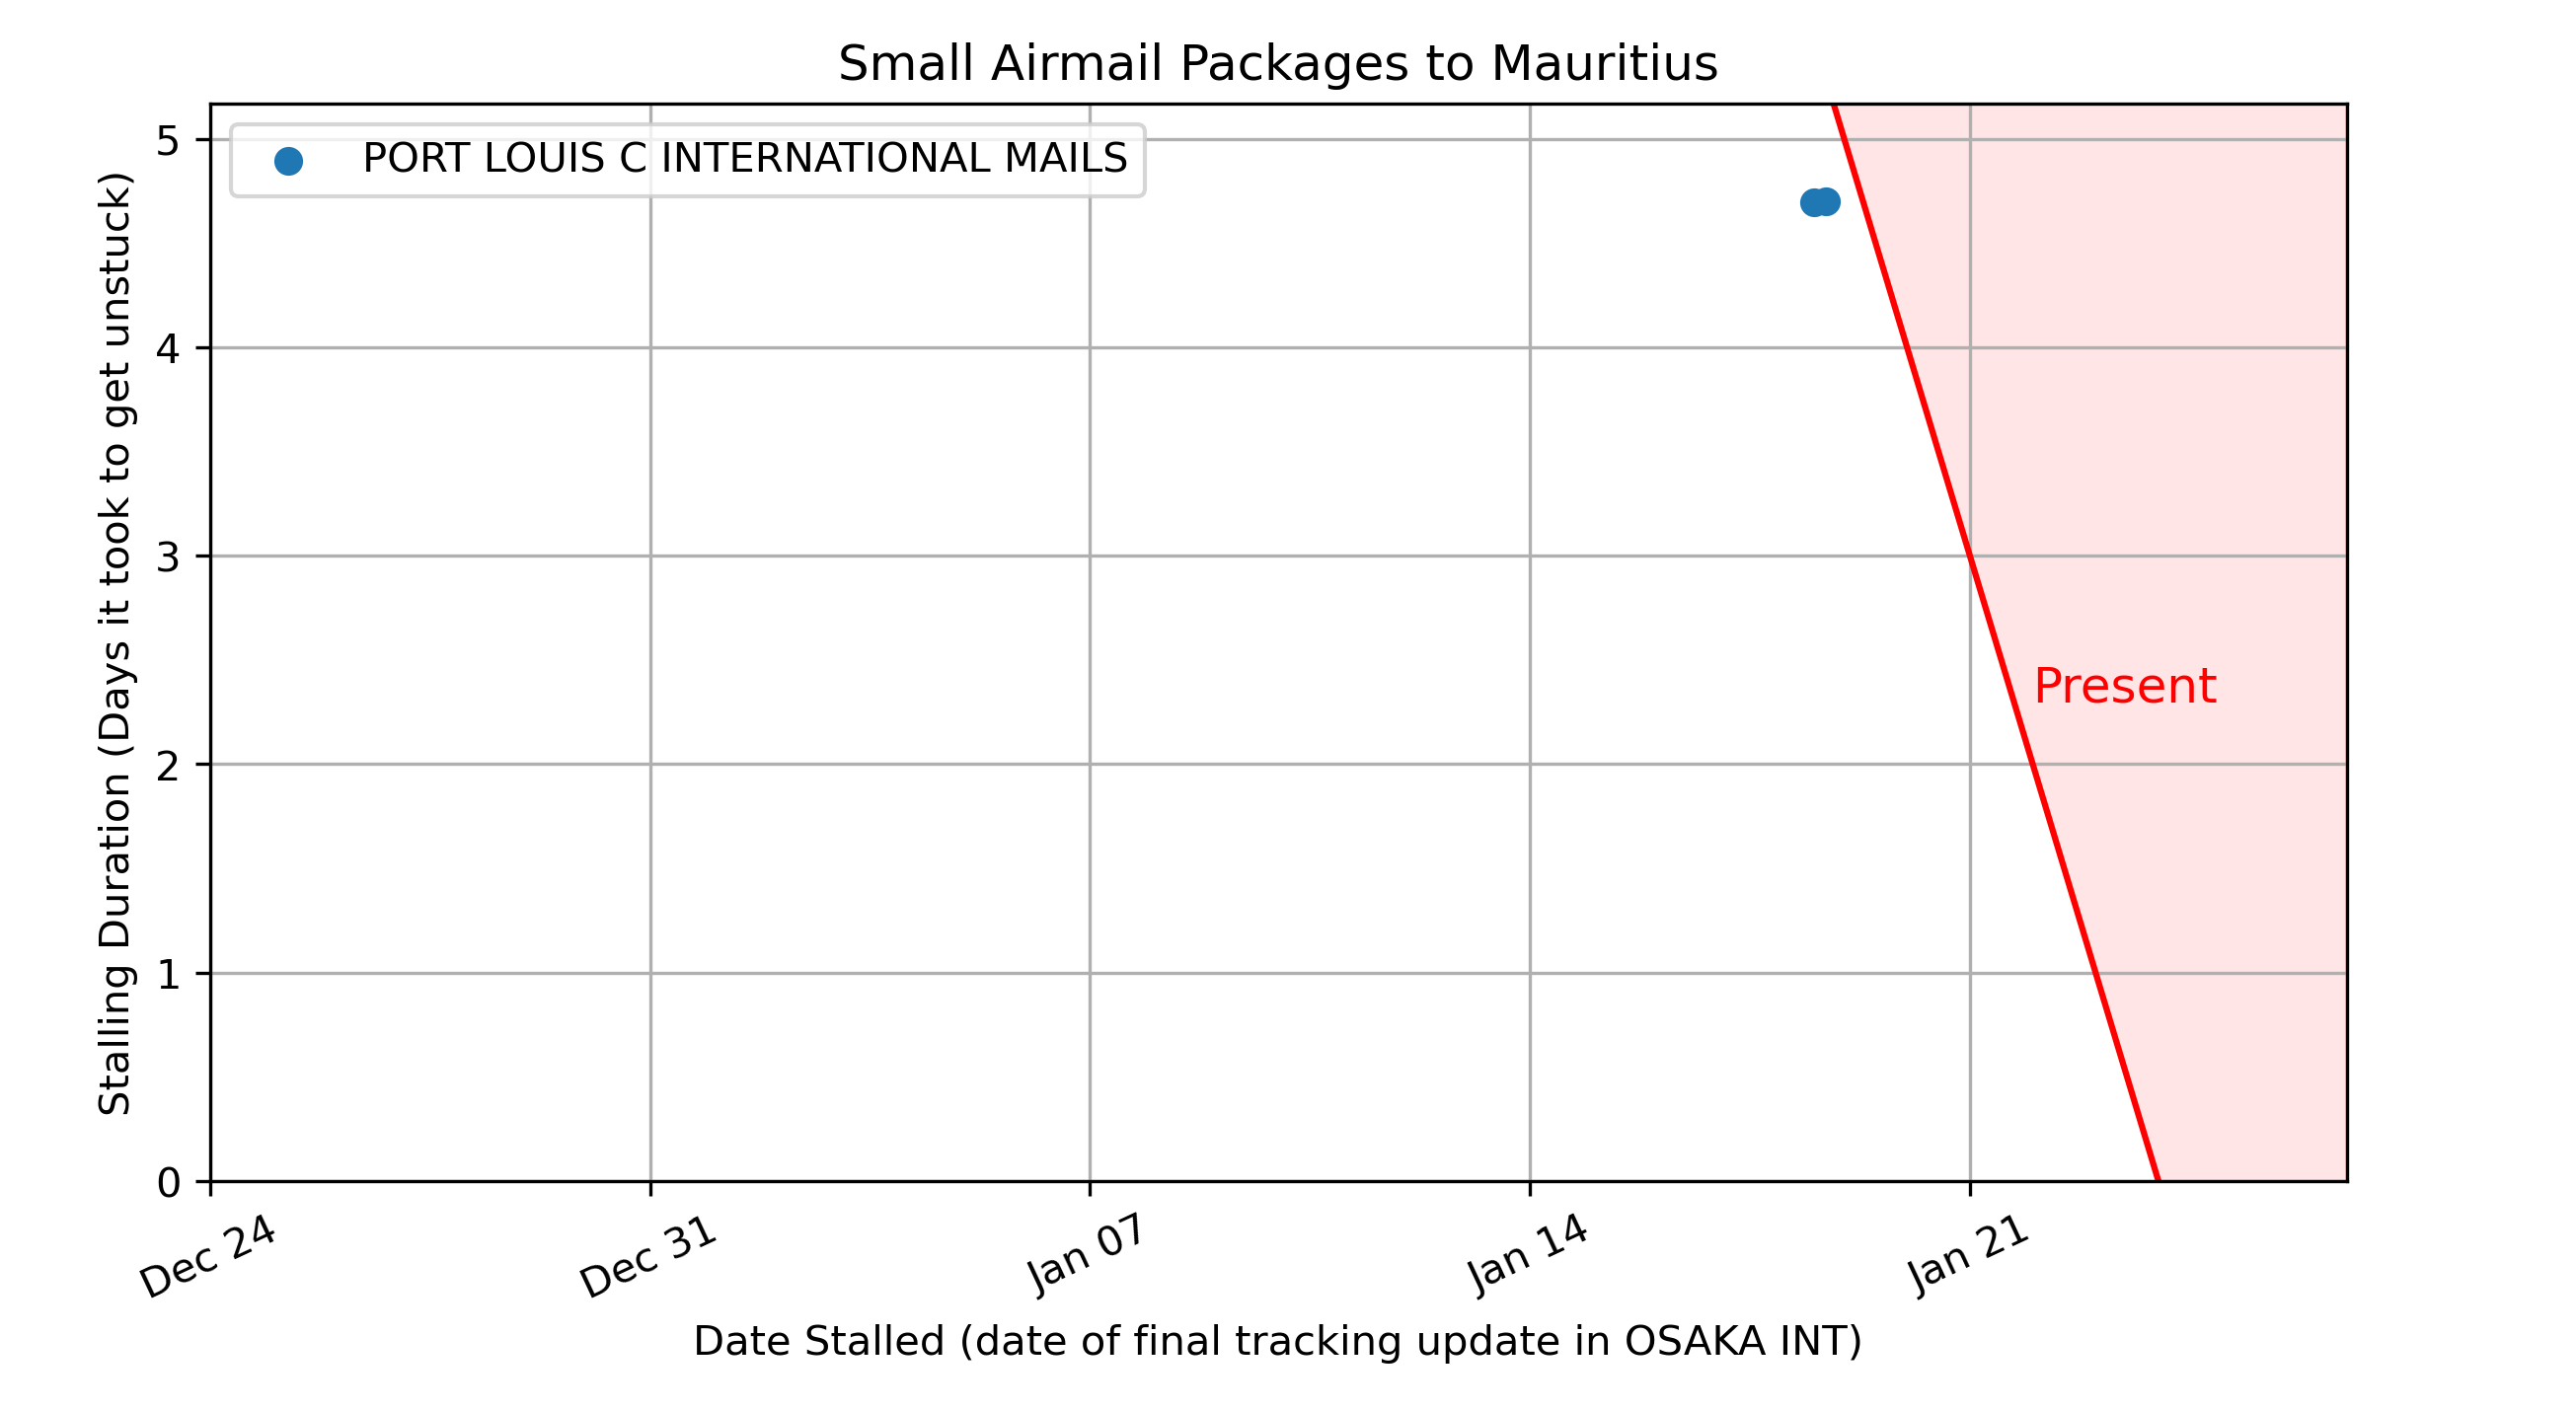 Small Airmail Packages to Mauritius
PORT LOUIS C INTERNATIONAL MAILS
Stalling Duration (Days it took to get unstuck)
5
4
3
2
1
0
Present
Dec 24
Dec 31
Jan 07
Jan 14
Jan 21
Date Stalled (date of final tracking update in OSAKA INT)